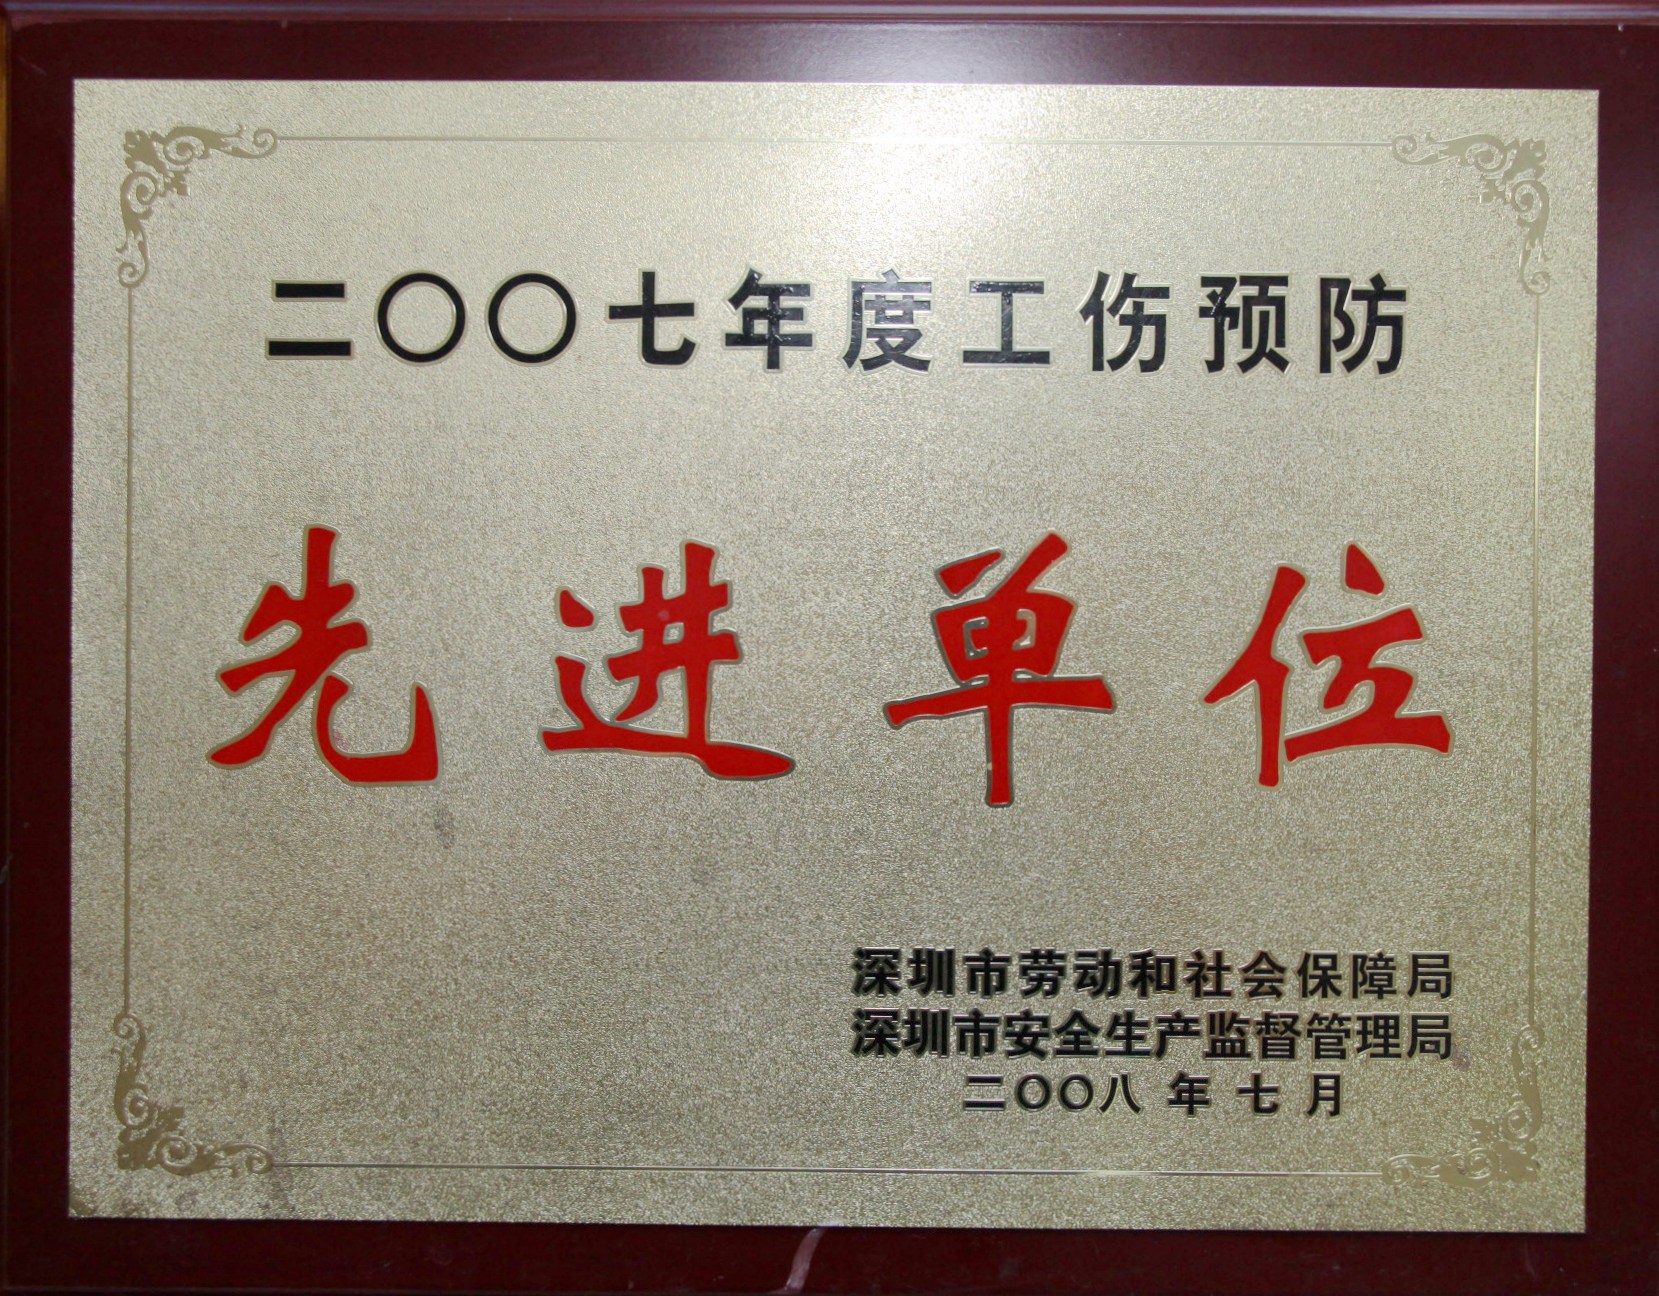 二〇〇七年度工伤预防
先进单位
深圳市劳动和社会保障局
深圳市安全生产监督管理局
二〇〇八年七月